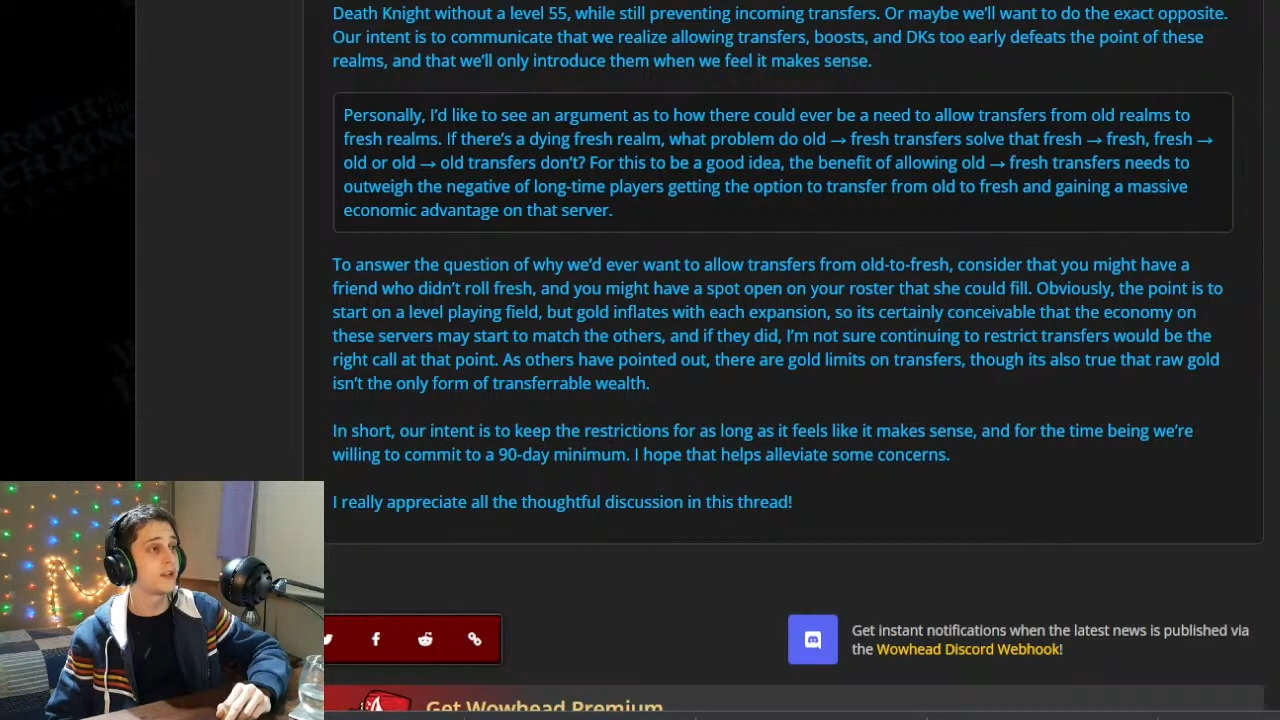 Death Knight without a level 55, while still preventing incoming transfers. Or maybe we'll want to do the exact opposite.
Our intent is to communicate that we realize allowing transfers, boosts, and DKs too early defeats the point of these
realms, and that we'll only introduce them when we feel it makes sense.
Personally, I'd like to see an argument as to how there could ever be a need to allow transfers from old realms to
fresh realms. If there's a dying fresh realm, what problem do old → fresh transfers solve that fresh → fresh, fresh →
old or old → old transfers don't? For this to be a good idea, the benefit of allowing old → fresh transfers needs to
outweigh the negative of long-time players getting the option to transfer from old to fresh and gaining a massive
economic advantage on that server.
To answer the question of why we'd ever want to allow transfers from old-to-fresh, consider that you might have a
friend who didn't roll fresh, and you might have a spot open on your roster that she could fill. Obviously, the point is to
start on a level playing field, but gold inflates with each expansion, so its certainly conceivable that the economy on
these servers may start to match the others, and if they did, I'm not sure continuing to restrict transfers would be the
right call at that point. As others have pointed out, there are gold limits on transfers, though its also true that raw gold
isn't the only form of transferrable wealth.
In short, our intent is to keep the restrictions for as long as it feels like it makes sense, and for the time being we're
willing to commit to a 90-day minimum. I hope that helps alleviate some concerns.
I really appreciate all the thoughtful discussion in this thread!
Get instant notifications when the latest news is published via
the Wowhead Discord Webhook!
Get Wowhead Premium